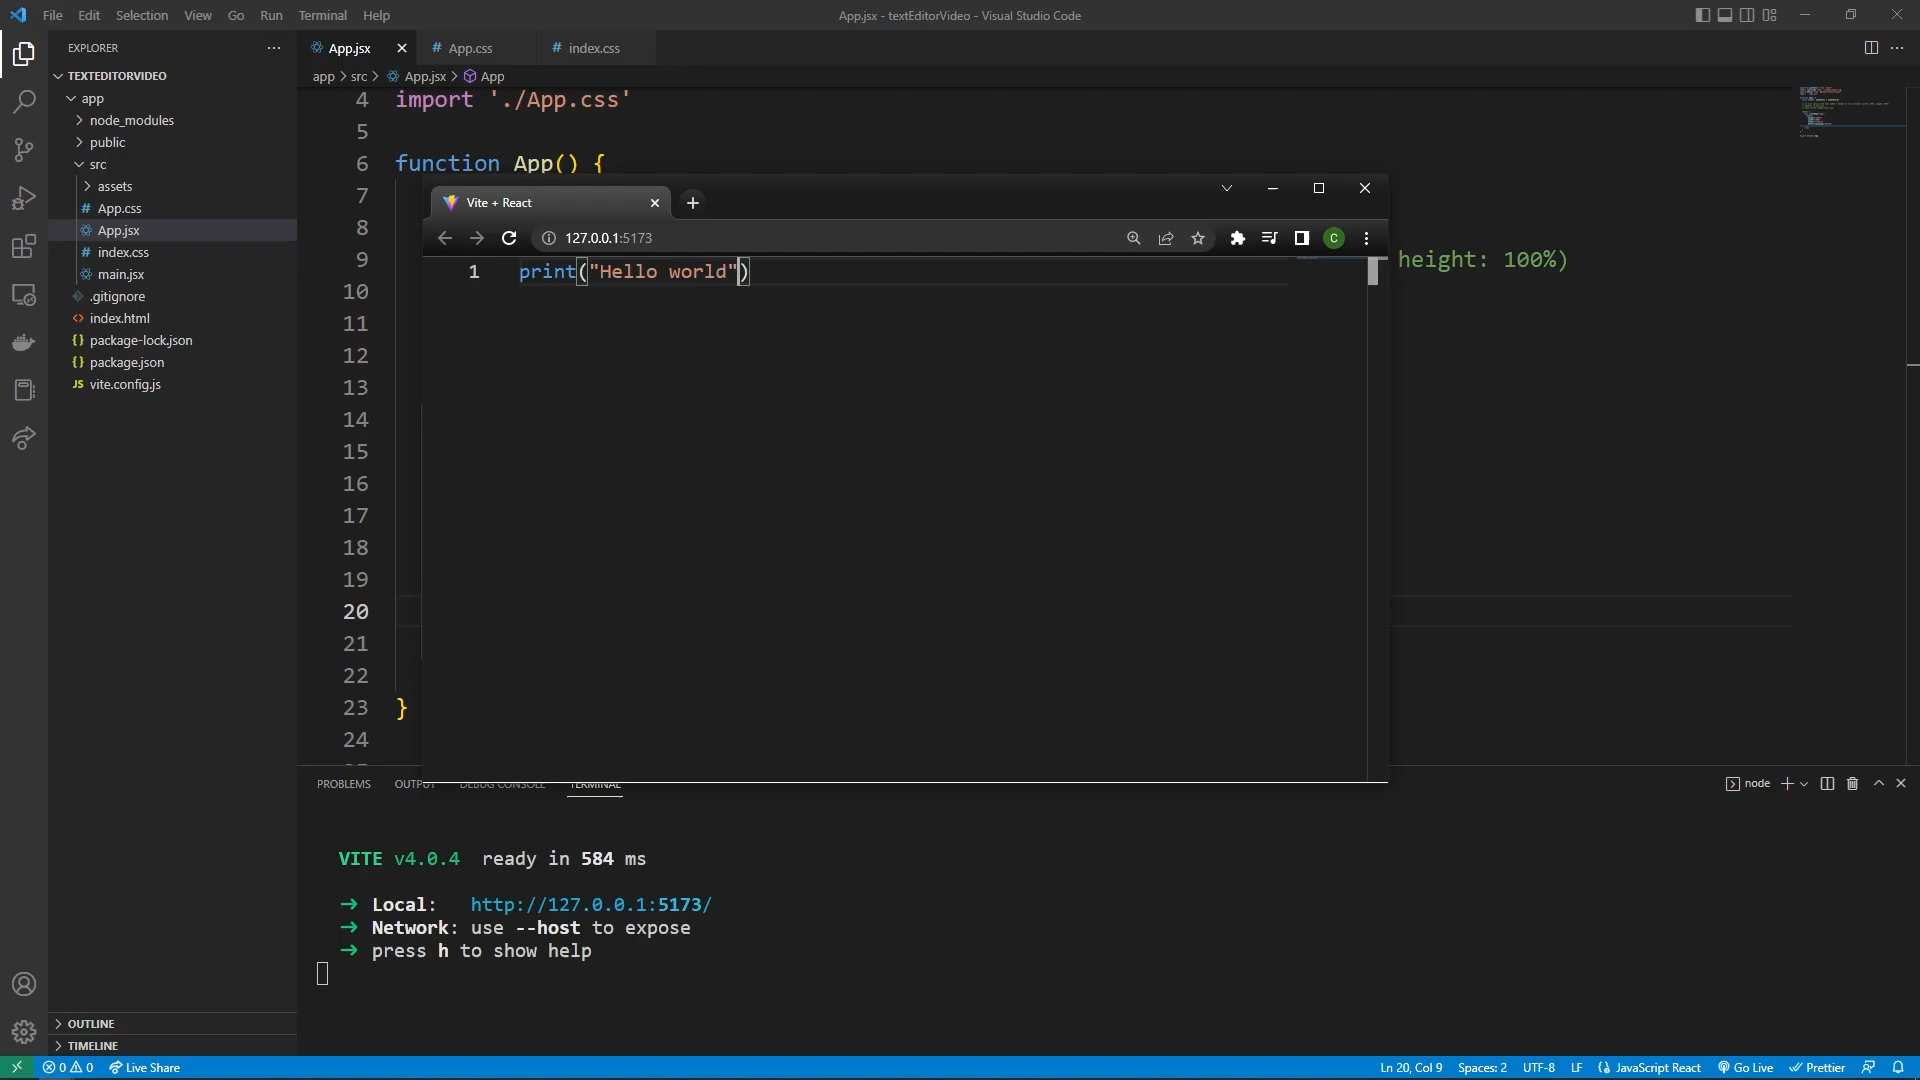 File Edit Selection View Go Run Terminal Help
App.jsx - textEditorVideo - Visual Studio Code
EXPLORER
TEXTEDITORVIDEO
app
node_modules
public
src
assets
App.css
App.jsx
index.css
main.jsx
.gitignore
index.html
package-lock.json
package.json
vite.config.js
OUTLINE
TIMELINE
App.jsx
App.css
index.css
app > src > App.jsx > App
4 import './App.css'
5
6 function App() {
7
8
9 height: 100%)
10
11
12
13
14
15
16
17
18
19
20
21
22
23 }
24
Vite + React
127.0.0.1:5173
1 print("Hello world")
PROBLEMS OUTPUT DEBUG CONSOLE TERMINAL
node
VITE v4.0.4 ready in 584 ms
➜ Local: http://127.0.0.1:5173/
➜ Network: use --host to expose
➜ press h to show help
0 0 Live Share
Ln 20, Col 9 Spaces: 2 UTF-8 LF JavaScript React Go Live Prettier